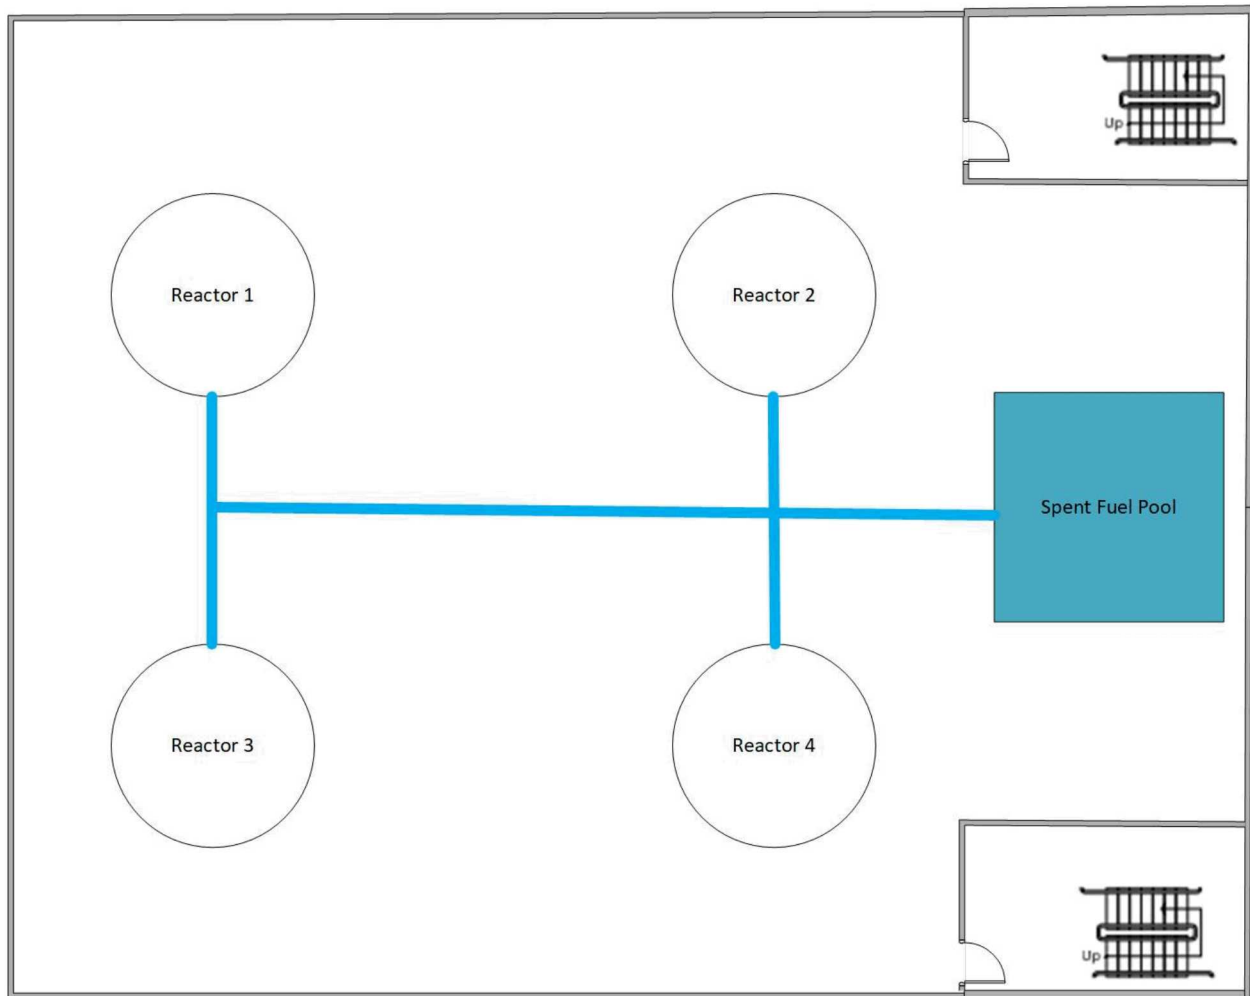 Up
Reactor 1
Reactor 2
Spent Fuel Pool
Reactor 3
Reactor 4
Up